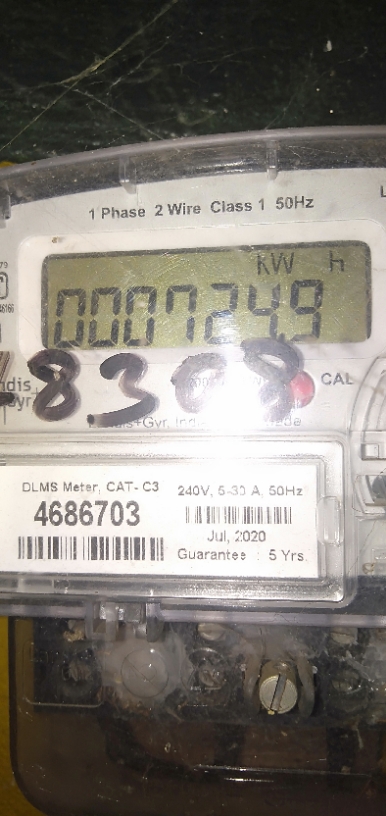 1 Phase 2 Wire Class 1 50Hz
kW h
000724.9
8308
CAL
DLMS Meter, CAT- C3
4686703
240V, 5-30 A, 50Hz
Jul, 2020
Guarantee : 5 Yrs.